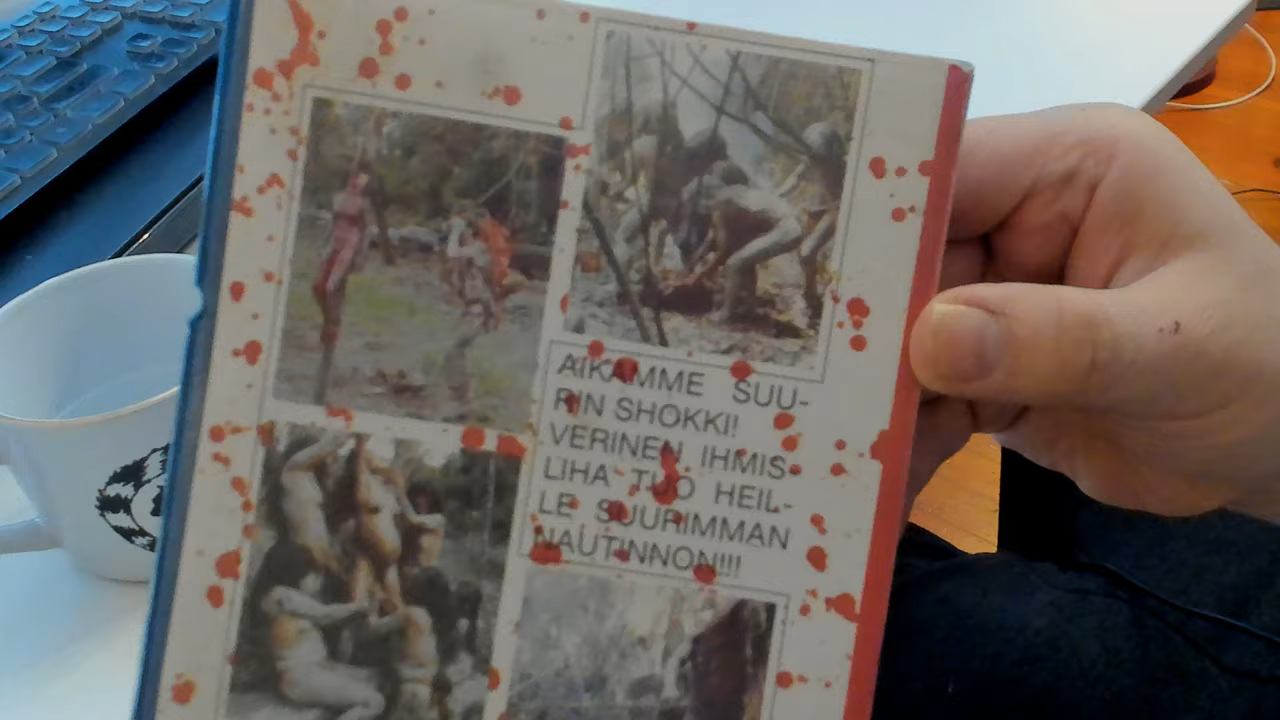 AIKAMME SUU-
RIN SHOKKI!
VERINEN IHMIS-
LIHA TUO HEIL-
LE SUURIMMAN
NAUTINNON!!!